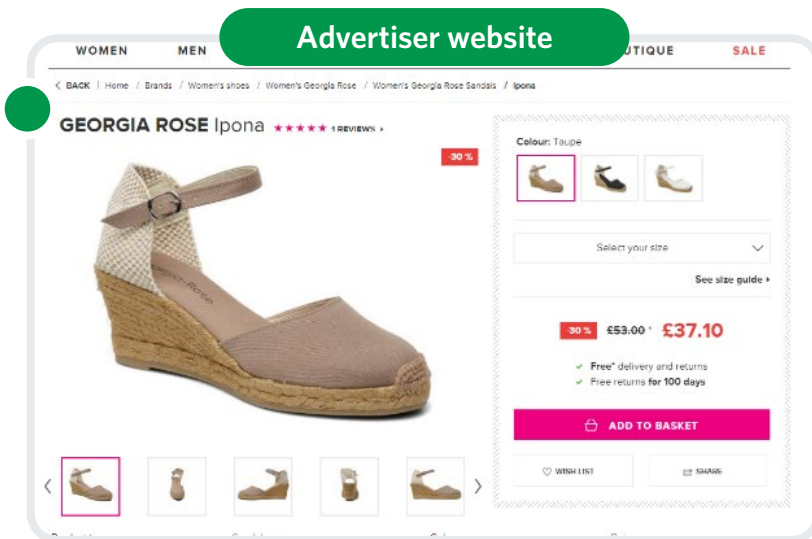 Advertiser website
WOMEN MEN UTIQUE SALE
< BACK | Home / Brands / Women's shoes / Women's Georgia Rose / Women's Georgia Rose Sandals / Ipona
GEORGIA ROSE Ipona ★★★★★ 1 REVIEWS ›
-30 %
Colour: Taupe
Select your size
See size guide ›
-30 % £53.00 * £37.10
✓ Free* delivery and returns
✓ Free returns for 100 days
ADD TO BASKET
WISH LIST SHARE